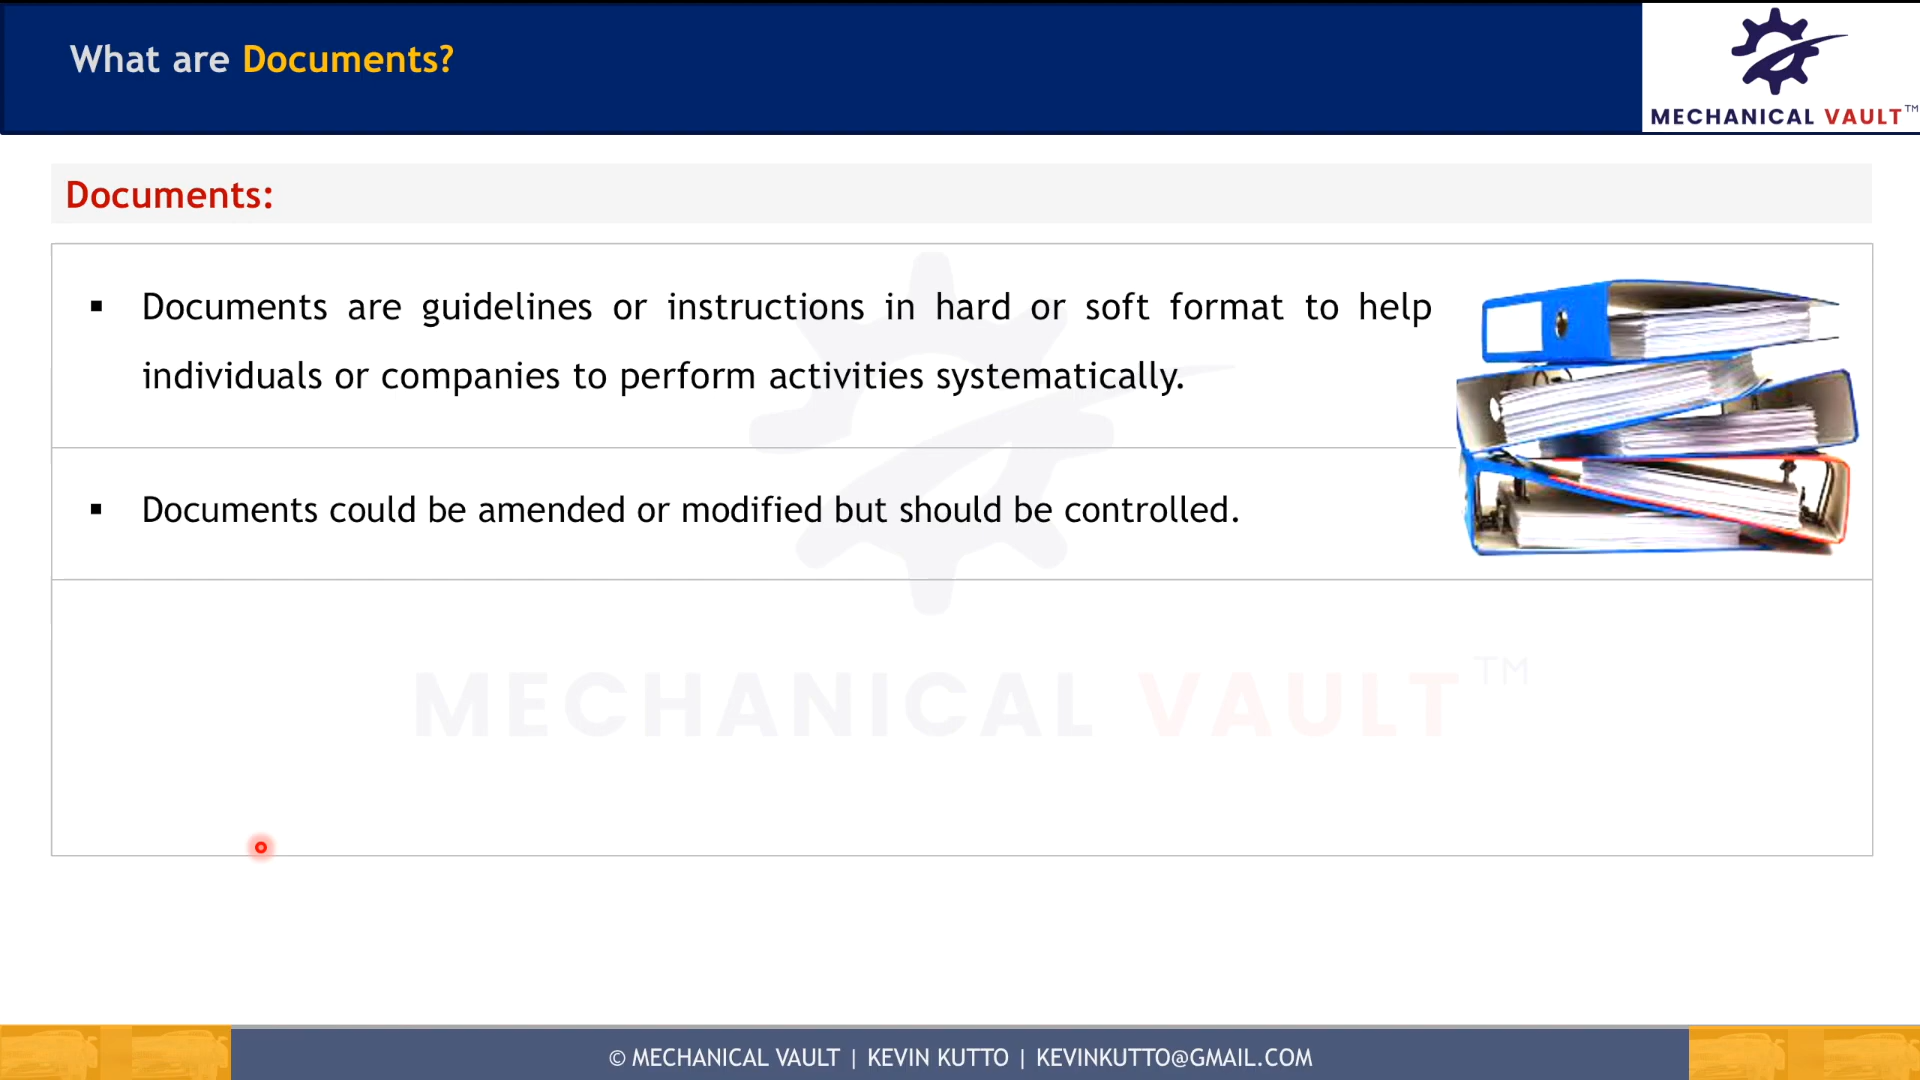 What are Documents?
MECHANICAL VAULT™
Documents:
▪ Documents are guidelines or instructions in hard or soft format to help
individuals or companies to perform activities systematically.
▪ Documents could be amended or modified but should be controlled.
MECHANICAL VAULT™
© MECHANICAL VAULT | KEVIN KUTTO | KEVINKUTTO@GMAIL.COM